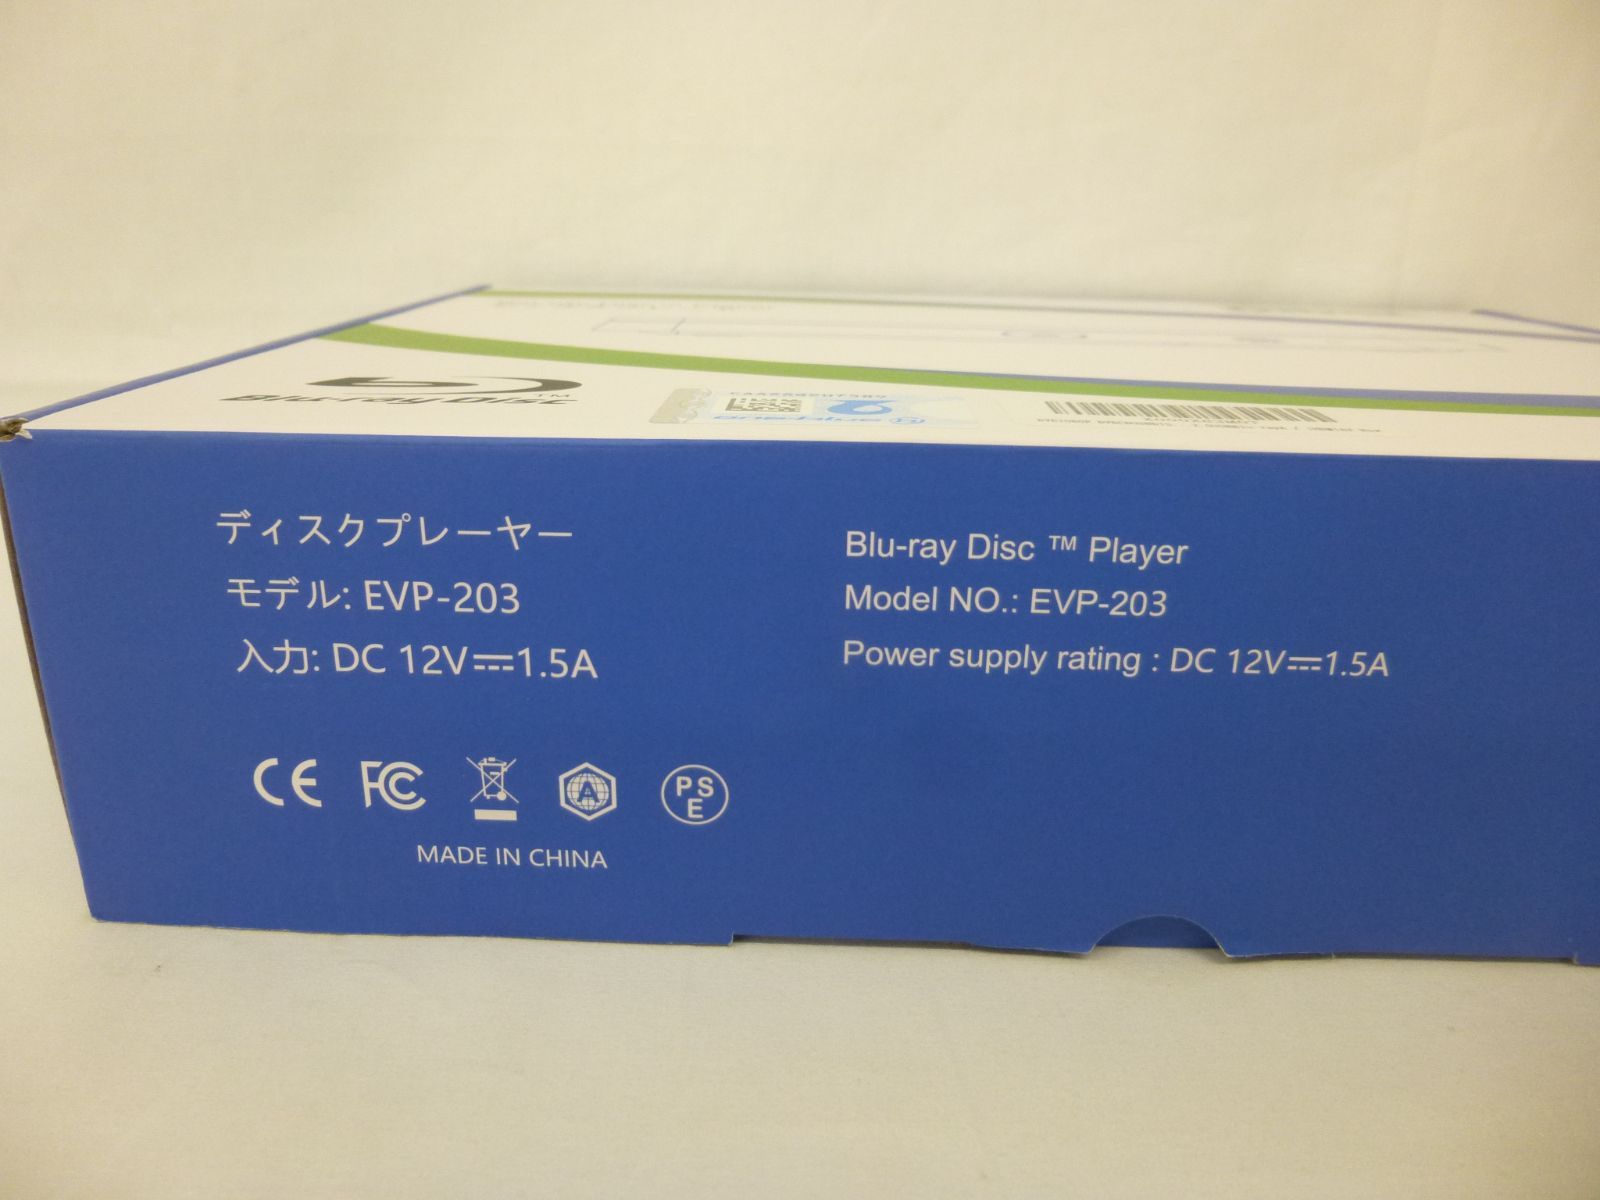 Blu-ray Disc TM
ディスクプレーヤー
モデル: EVP-203
入力: DC 12V⎓1.5A
Blu-ray Disc ™ Player
Model NO.: EVP-203
Power supply rating : DC 12V⎓1.5A
CE FC A PS E
MADE IN CHINA